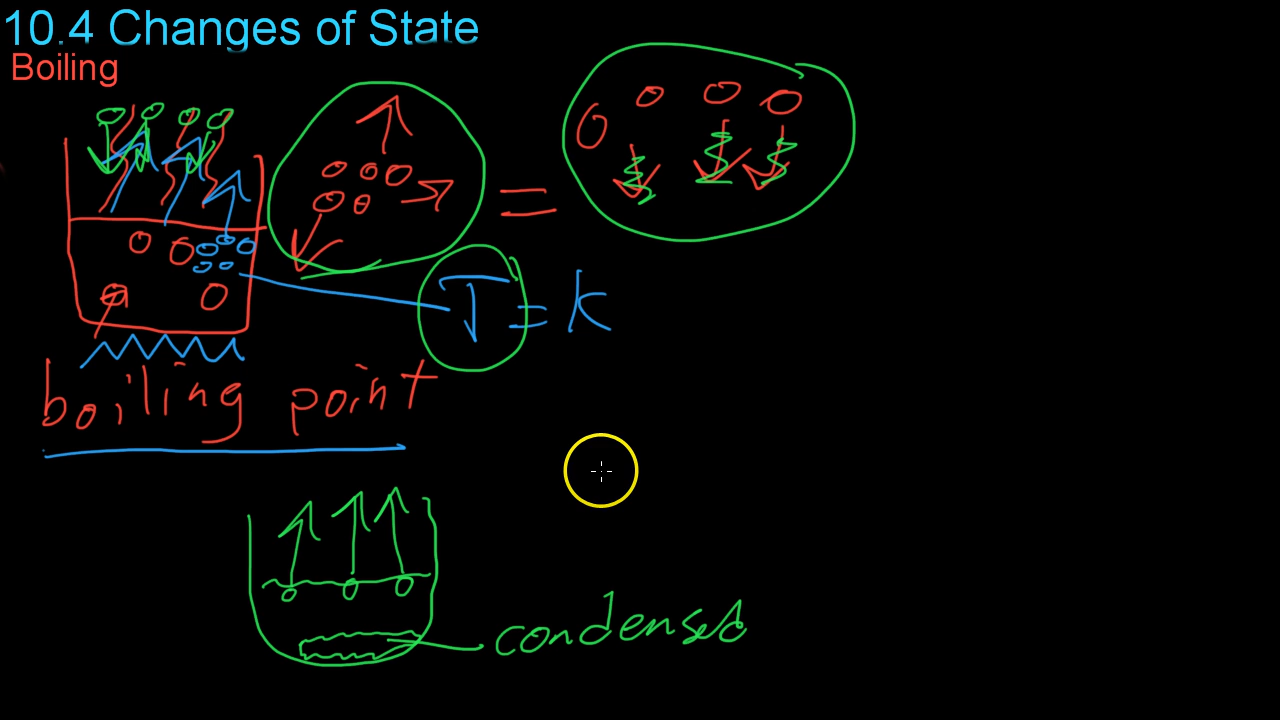 10.4 Changes of State
Boiling
=
T = K
boiling point
condensed